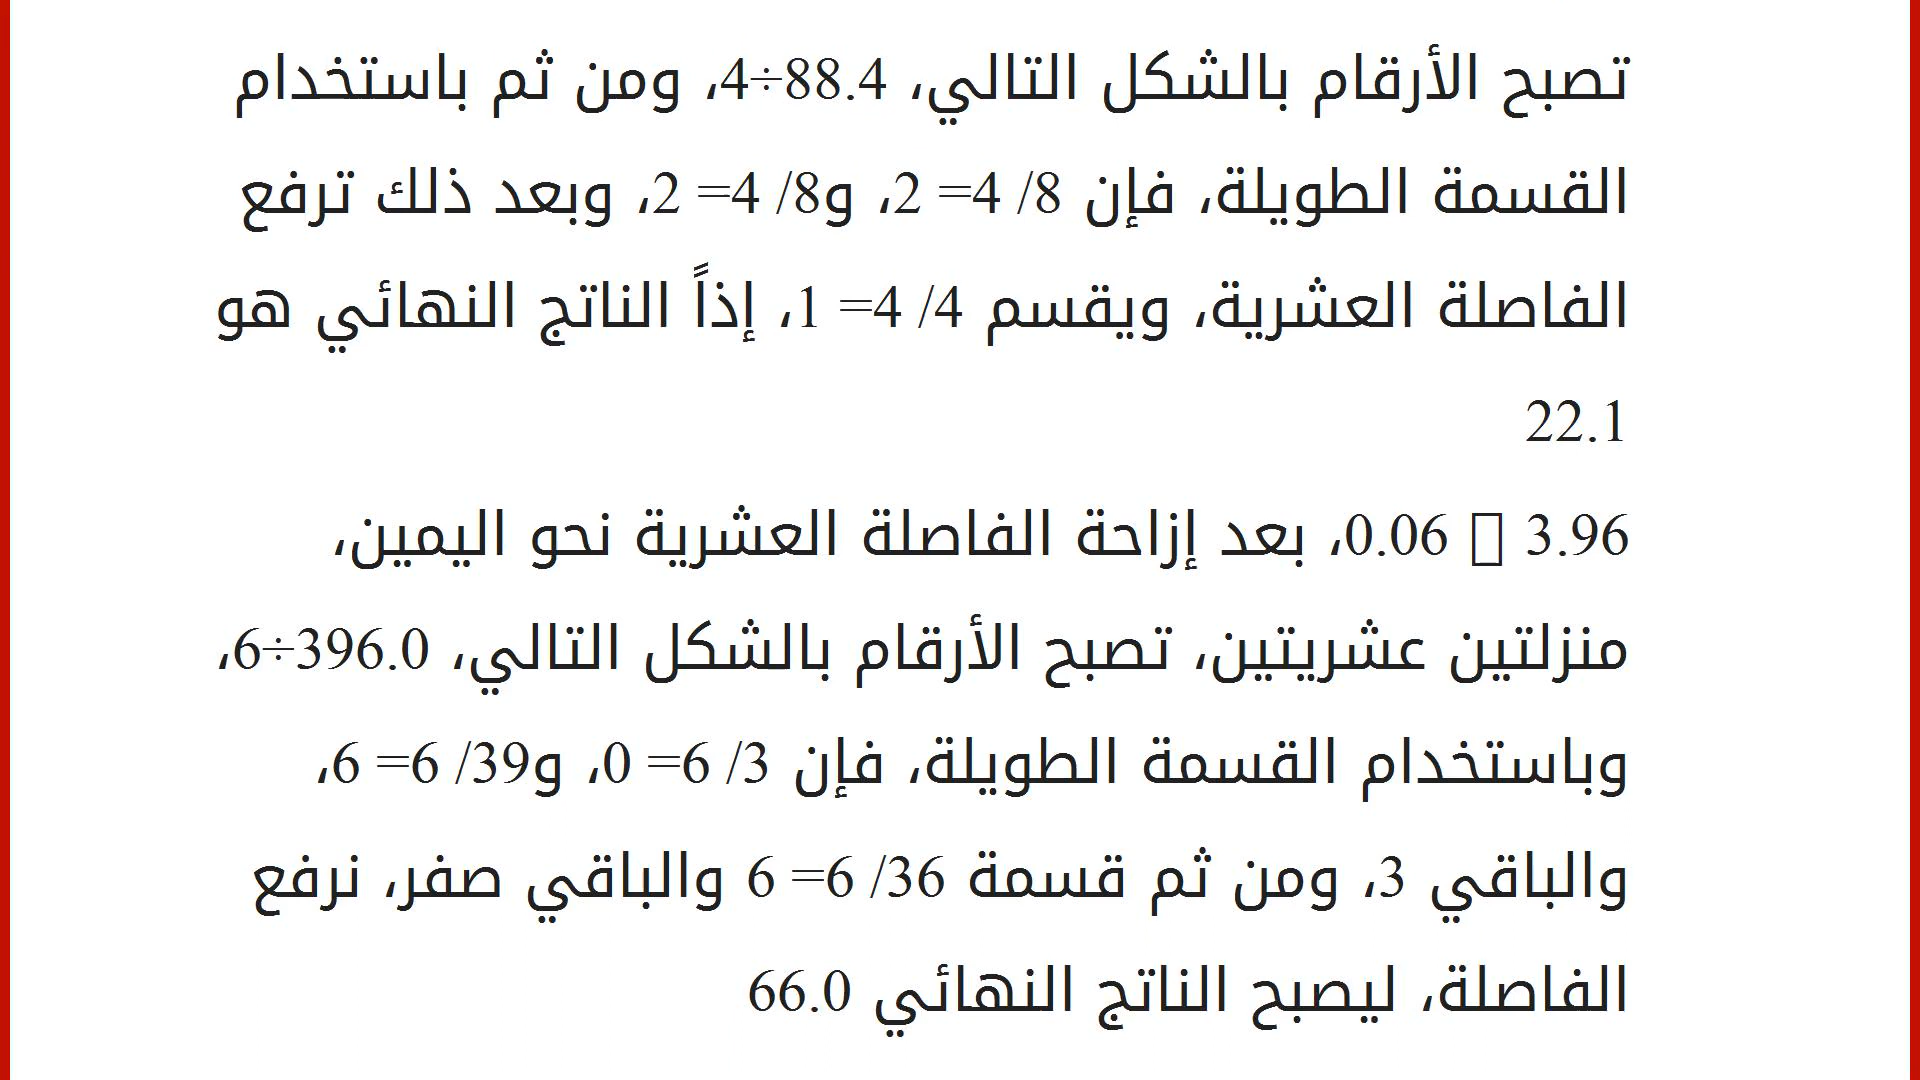 تصبح الأرقام بالشكل التالي، 88.4÷4، ومن ثم باستخدام
القسمة الطويلة، فإن 8/ 4= 2، و8/ 4= 2، وبعد ذلك ترفع
الفاصلة العشرية، ويقسم 4/ 4= 1، إذاً الناتج النهائي هو
22.1
3.96 ▯ 0.06، بعد إزاحة الفاصلة العشرية نحو اليمين،
منزلتين عشريتين، تصبح الأرقام بالشكل التالي، 396.0÷6،
وباستخدام القسمة الطويلة، فإن 3/ 6= 0، و39/ 6= 6،
والباقي 3، ومن ثم قسمة 36/ 6= 6 والباقي صفر، نرفع
الفاصلة، ليصبح الناتج النهائي 66.0